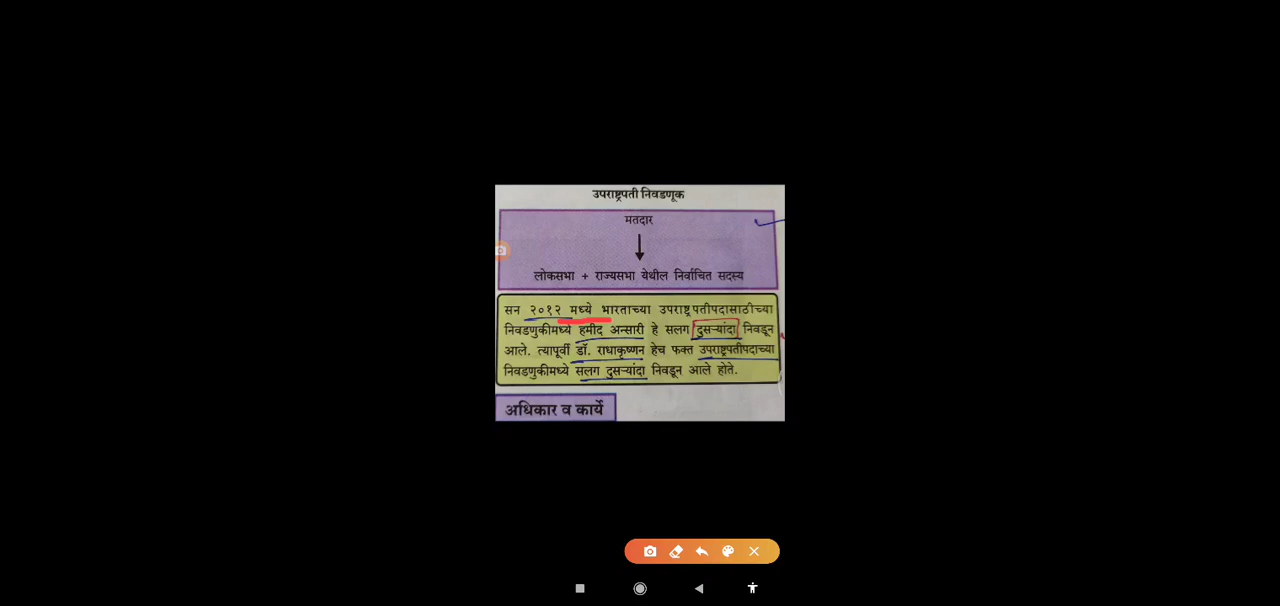 उपराष्ट्रपती निवडणूक
मतदार
लोकसभा + राज्यसभा येथील निर्वाचित सदस्य
सन २०१२ मध्ये भारताच्या उपराष्ट्रपतीपदासाठीच्या
निवडणुकीमध्ये हमीद अन्सारी हे सलग दुसऱ्यांदा निवडून
आले. त्यापूर्वी डॉ. राधाकृष्णन हेच फक्त उपराष्ट्रपतीपदाच्या
निवडणुकीमध्ये सलग दुसऱ्यांदा निवडून आले होते.
अधिकार व कार्ये